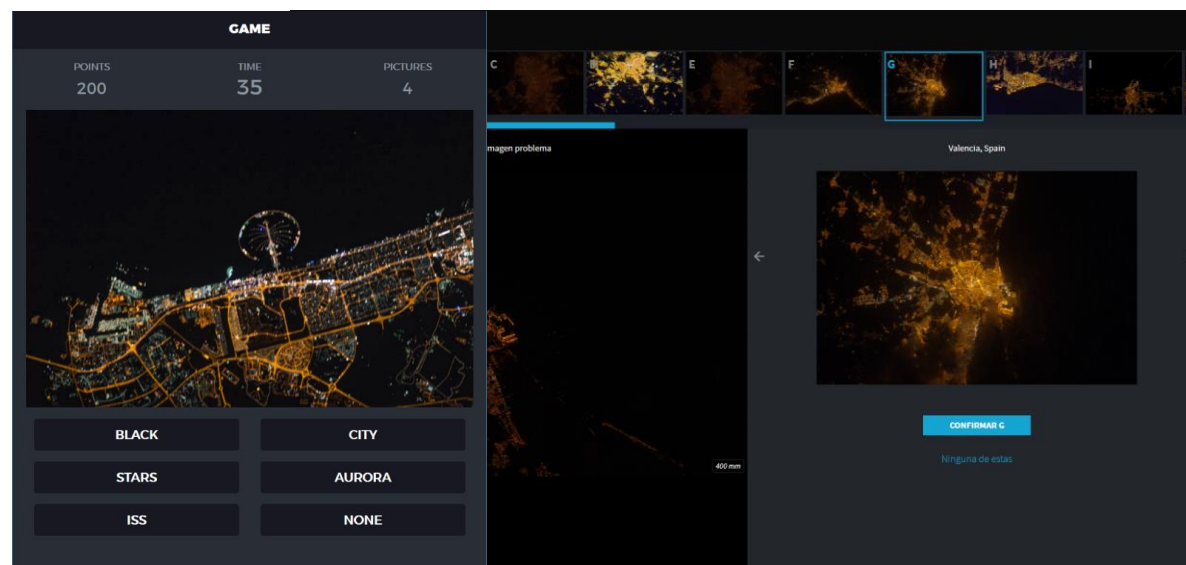 GAME
POINTS TIME PICTURES
200 35 4
BLACK CITY
STARS AURORA
ISS NONE
C D E F G H I
magen problema
400 mm
Valencia, Spain
CONFIRMAR G
Ninguna de estas